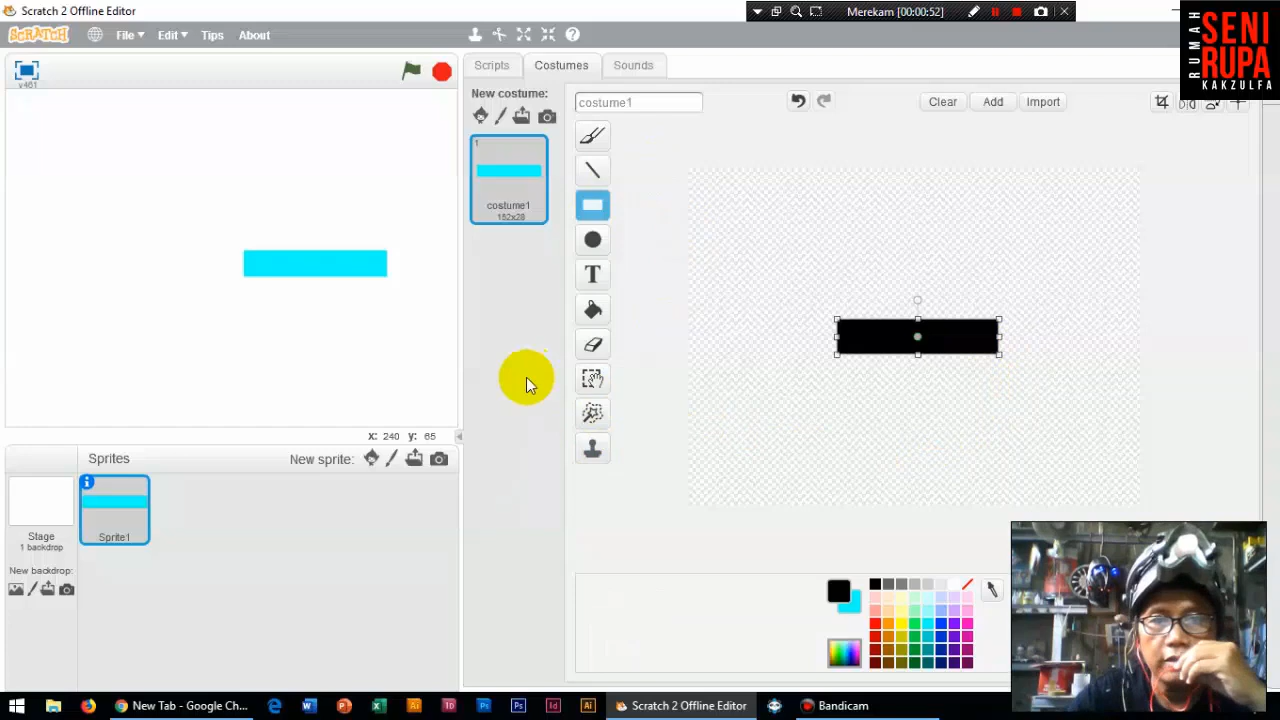 Scratch 2 Offline Editor
Merekam [00:00:52]
RUMAH
SENI
RUPA
KAKZULFA
SCRATCH
File
Edit
Tips
About
v461
Scripts
Costumes
Sounds
New costume:
costume1
Clear
Add
Import
1
costume1
152x28
T
x: 240 y: 65
Sprites
New sprite:
Stage
1 backdrop
New backdrop:
Sprite1
New Tab - Google Ch...
Scratch 2 Offline Editor
Bandicam